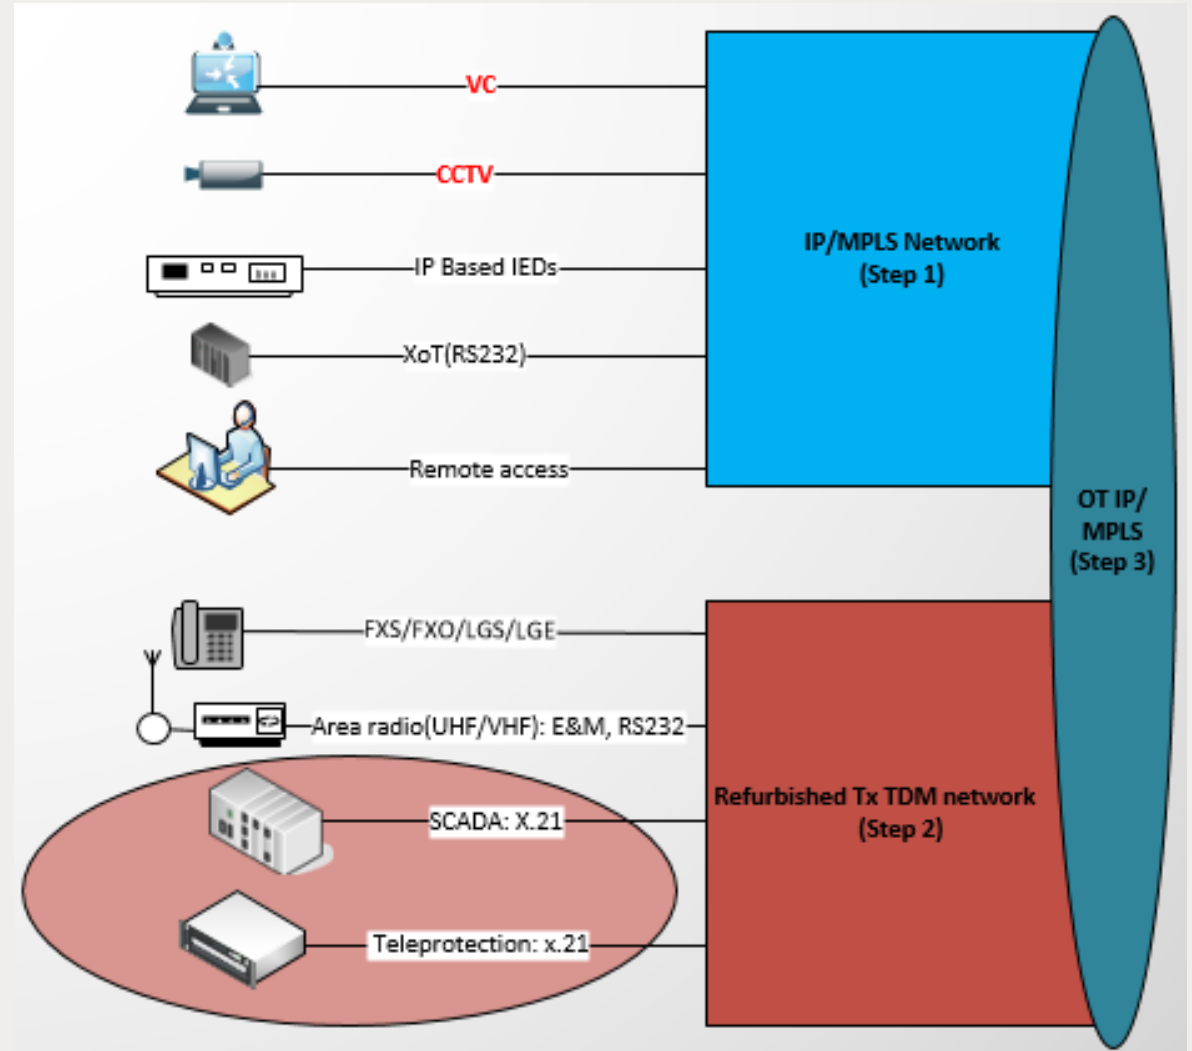 VC
CCTV
IP Based IEDs
XoT(RS232)
Remote access
IP/MPLS Network
(Step 1)
OT IP/
MPLS
(Step 3)
FXS/FXO/LGS/LGE
Area radio(UHF/VHF): E&M, RS232
SCADA: X.21
Teleprotection: x.21
Refurbished Tx TDM network
(Step 2)